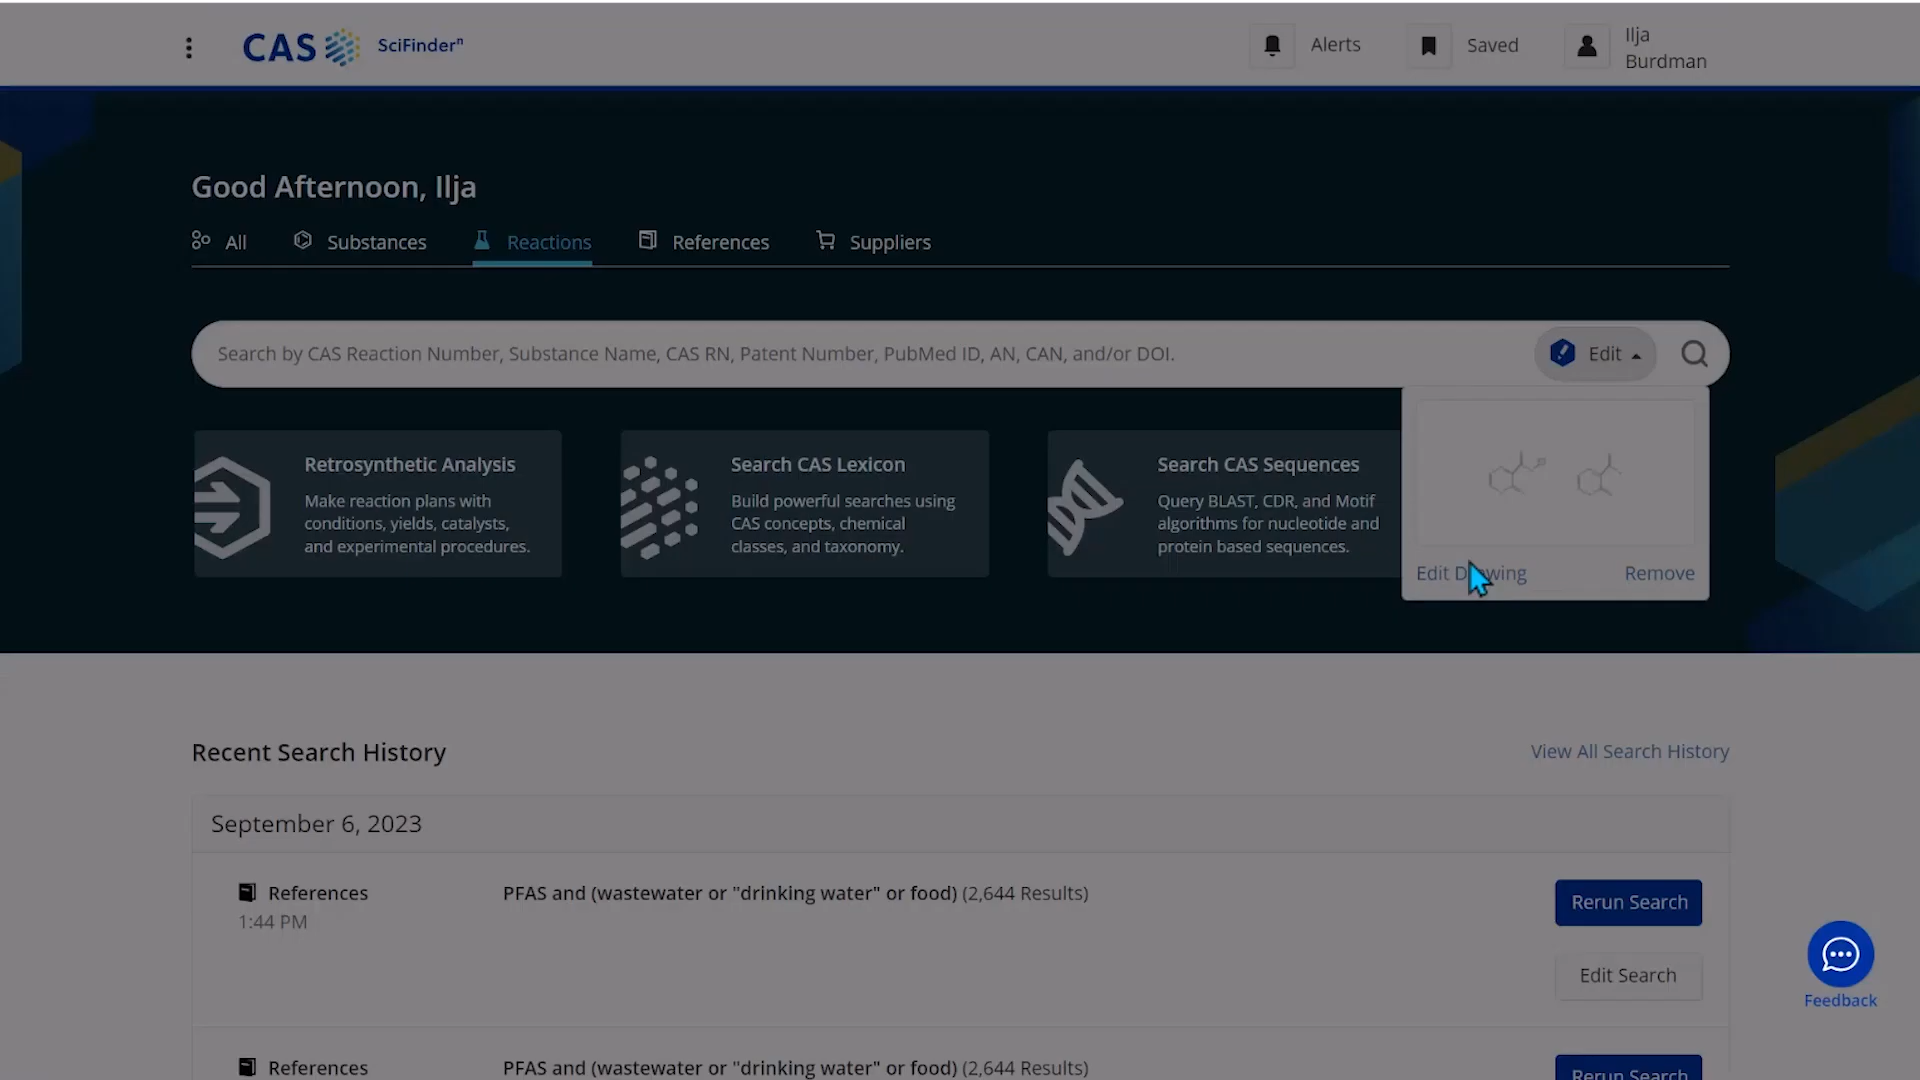 CAS SciFinderⁿ
Alerts
Saved
Ilja
Burdman
Good Afternoon, Ilja
All
Substances
Reactions
References
Suppliers
Search by CAS Reaction Number, Substance Name, CAS RN, Patent Number, PubMed ID, AN, CAN, and/or DOI.
Edit
Retrosynthetic Analysis
Make reaction plans with
conditions, yields, catalysts,
and experimental procedures.
Search CAS Lexicon
Build powerful searches using
CAS concepts, chemical
classes, and taxonomy.
Search CAS Sequences
Query BLAST, CDR, and Motif
algorithms for nucleotide and
protein based sequences.
Edit Drawing
Remove
Recent Search History
View All Search History
September 6, 2023
References
1:44 PM
PFAS and (wastewater or "drinking water" or food) (2,644 Results)
Rerun Search
Edit Search
Feedback
References
PFAS and (wastewater or "drinking water" or food) (2,644 Results)
Rerun Search